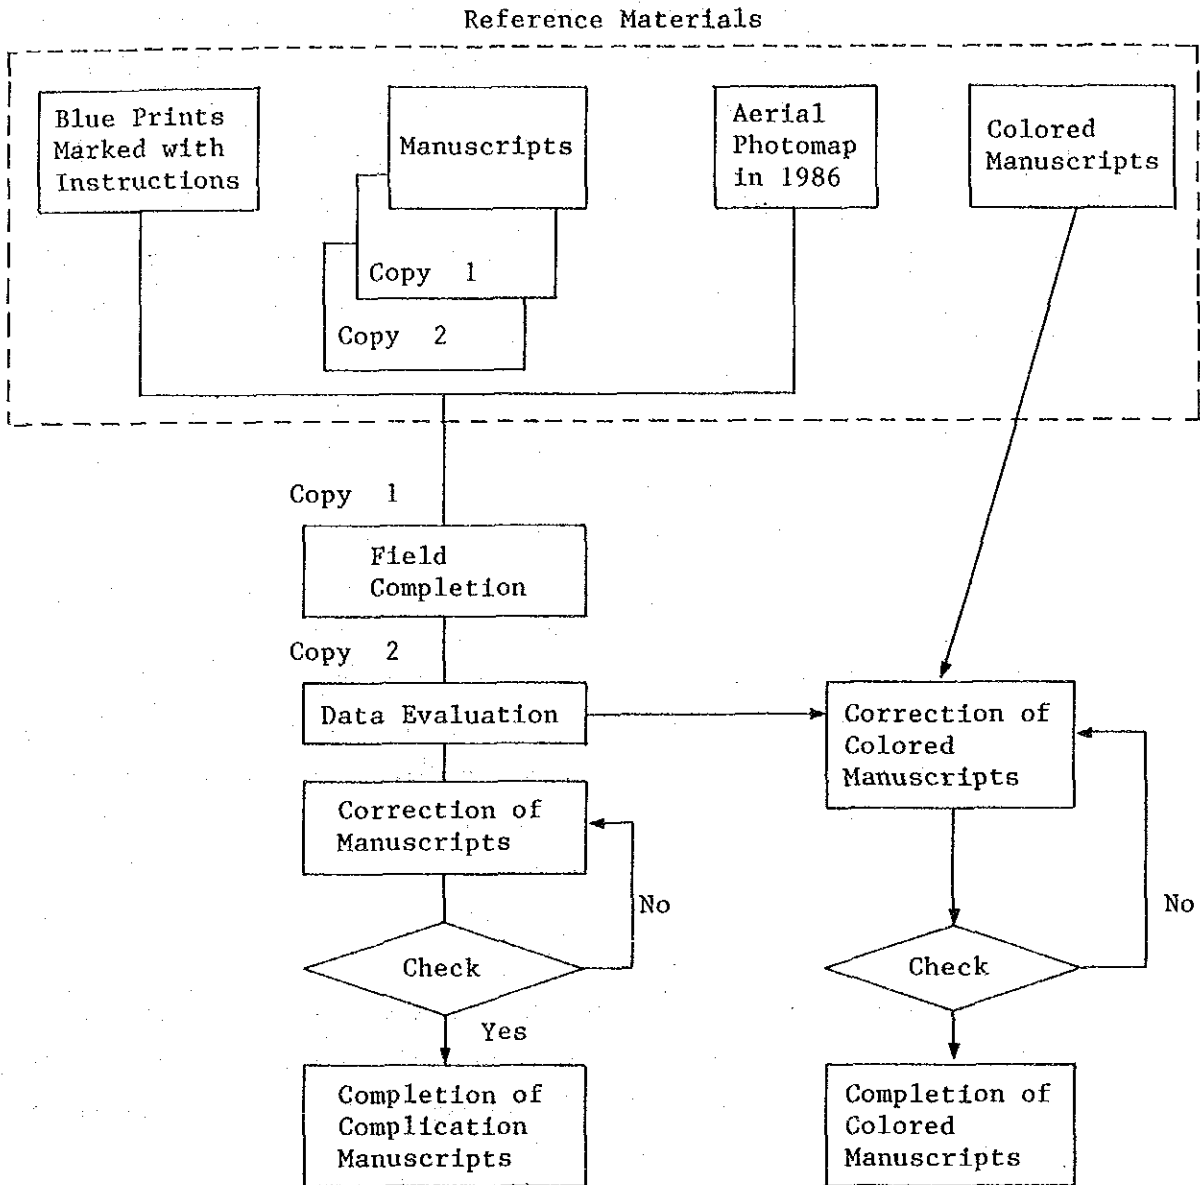 Reference Materials
Blue Prints
Marked with
Instructions
Manuscripts
Copy 1
Copy 2
Aerial
Photomap
in 1986
Colored
Manuscripts
Copy 1
Field
Completion
Copy 2
Data Evaluation
Correction of
Colored
Manuscripts
Correction of
Manuscripts
No
No
Check
Check
Yes
Completion of
Complication
Manuscripts
Completion of
Colored
Manuscripts